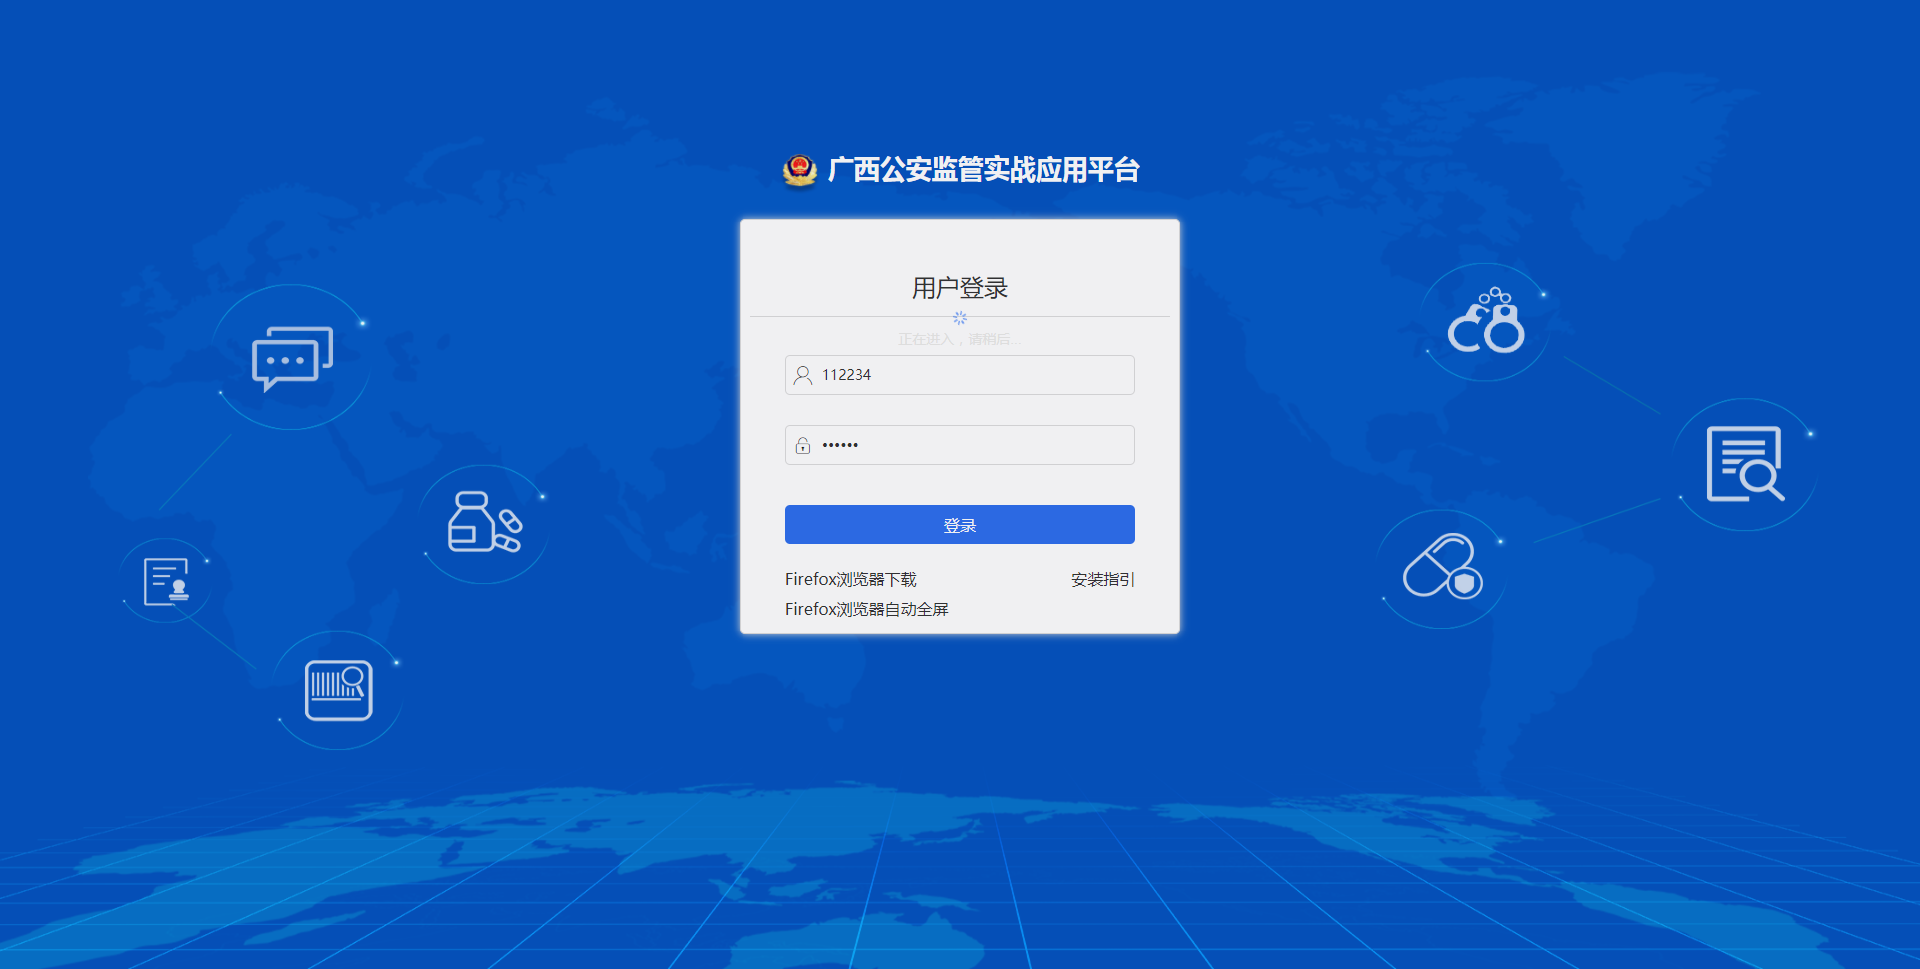 广西公安监管实战应用平台
用户登录
正在进入，请稍后...
112234
••••••
登录
Firefox浏览器下载
安装指引
Firefox浏览器自动全屏